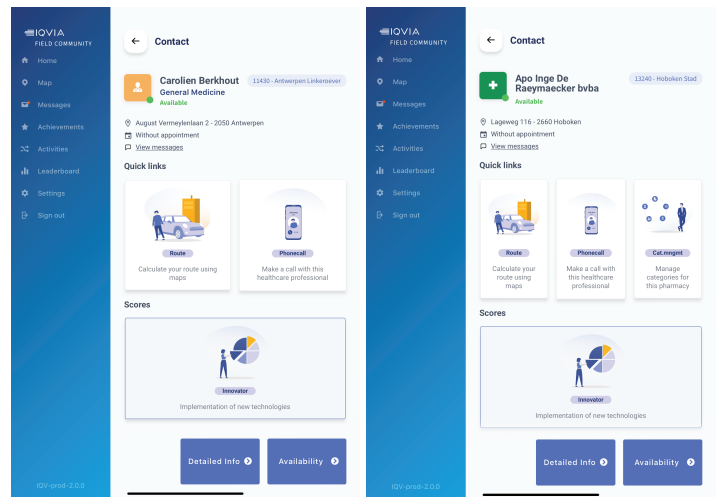 IQVIA
FIELD COMMUNITY
Home
Map
Messages
Achievements
Activities
Leaderboard
Settings
Sign out
IQV-prod-2.0.0
Contact
Carolien Berkhout
11430 - Antwerpen Linkeroever
General Medicine
Available
August Vermeylenlaan 2 - 2050 Antwerpen
Without appointment
View messages
Quick links
Route
Calculate your route using
maps
Phonecall
Make a call with this
healthcare professional
Scores
Innovator
Implementation of new technologies
Detailed Info
Availability
IQVIA
FIELD COMMUNITY
Home
Map
Messages
Achievements
Activities
Leaderboard
Settings
Sign out
IQV-prod-2.0.0
Contact
Apo Inge De
Raeymaecker bvba
13240 - Hoboken Stad
Available
Lageweg 116 - 2660
Hoboken
Without appointment
View messages
Quick links
Route
Calculate your
route using
maps
Phonecall
Make a call with
this healthcare
professional
Cat.mngmt
Manage
categories for
this pharmacy
Scores
Innovator
Implementation of new technologies
Detailed Info
Availability